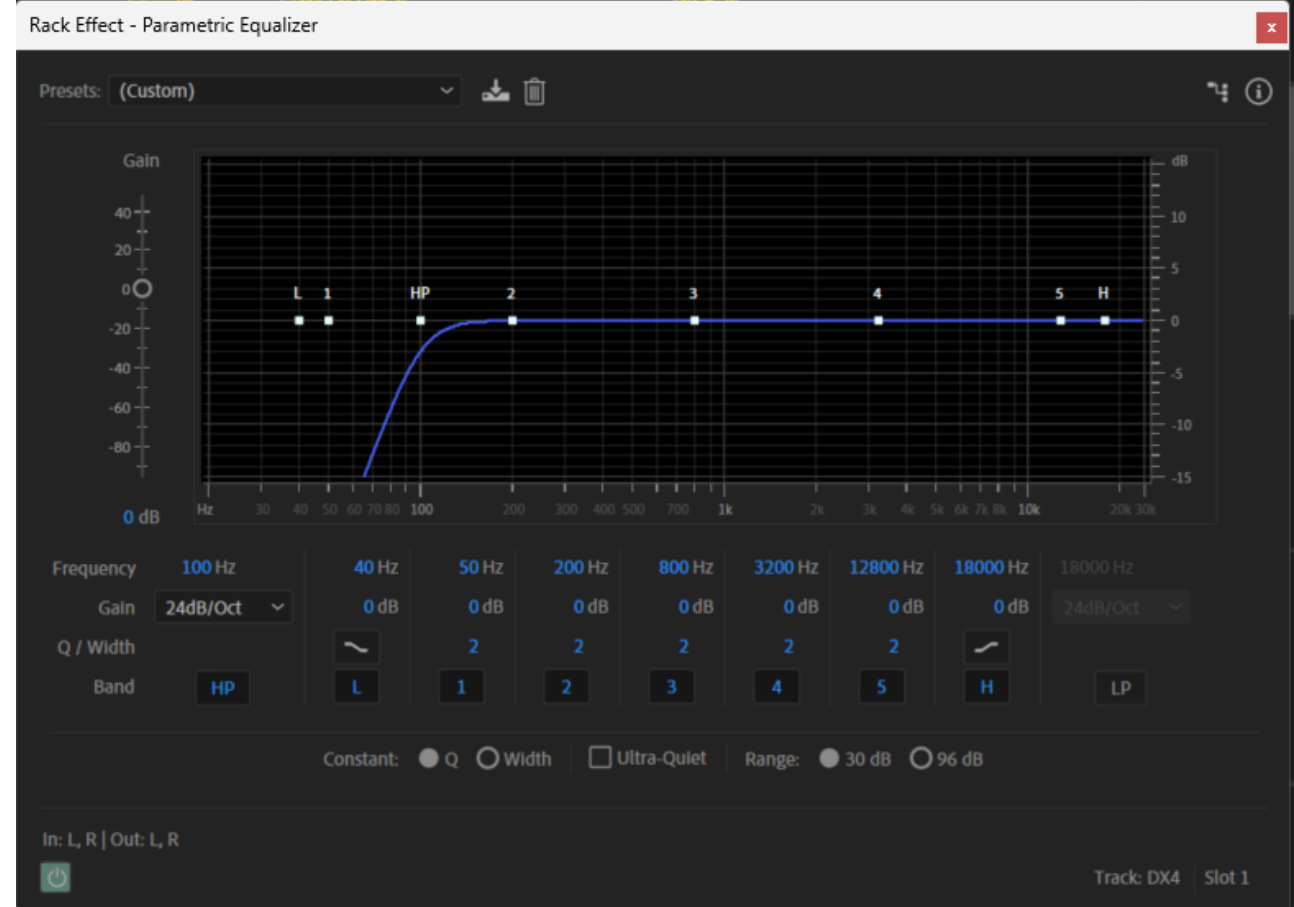 Rack Effect - Parametric Equalizer
x
Presets: (Custom)
Gain
dB
40
20
0
-20
-40
-60
-80
0 dB
L 1 HP 2 3 4 5 H
10
5
0
-5
-10
-15
Hz 30 40 50 60 70 80 100 200 300 400 500 700 1k 2k 3k 4k 5k 6k 7k 8k 10k 20k 30k
Frequency 100 Hz 40 Hz 50 Hz 200 Hz 800 Hz 3200 Hz 12800 Hz 18000 Hz 18000 Hz
Gain 24dB/Oct 0 dB 0 dB 0 dB 0 dB 0 dB 0 dB 0 dB 24dB/Oct
Q / Width 2 2 2 2 2
Band HP L 1 2 3 4 5 H LP
Constant: Q Width Ultra-Quiet Range: 30 dB 96 dB
In: L, R | Out: L, R
Track: DX4 Slot 1